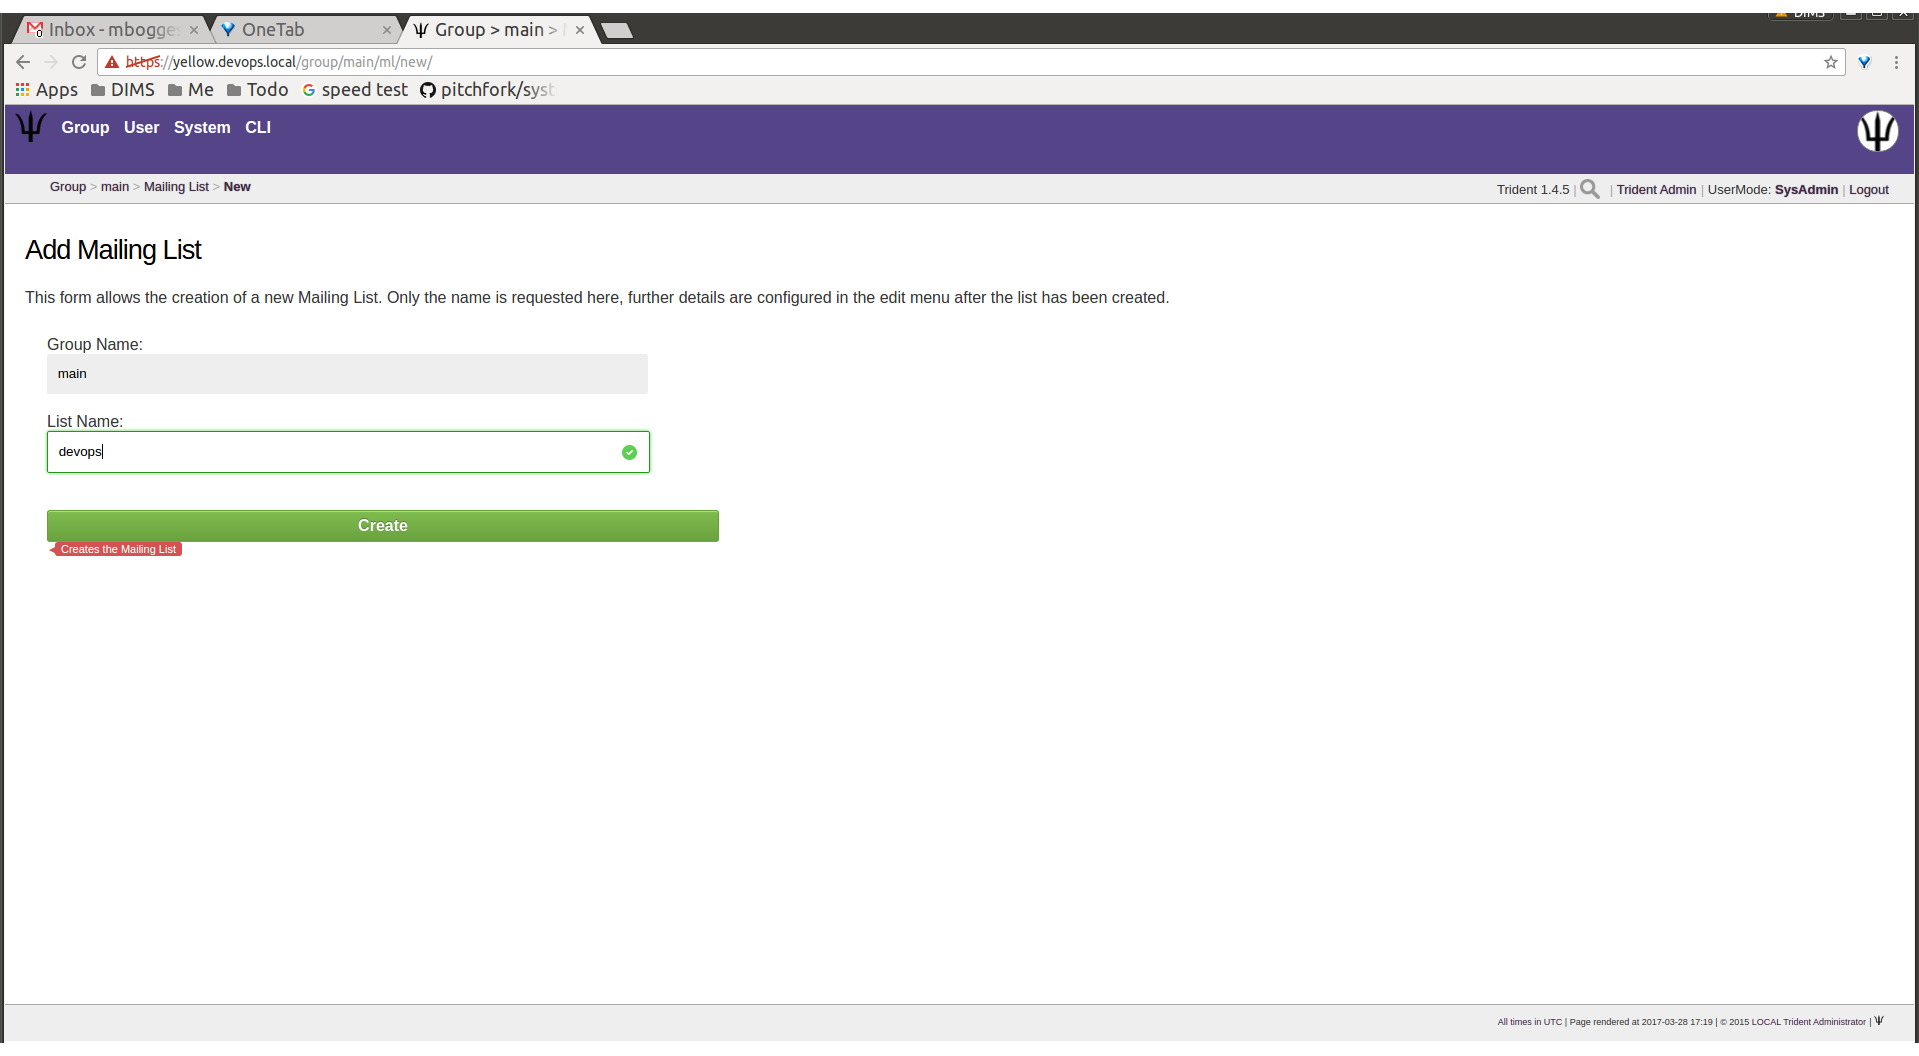 DIMS
Inbox - mbogge
OneTab
Group > main >
https://yellow.devops.local/group/main/ml/new/
Apps DIMS Me Todo speed test pitchfork/syst
Group User System CLI
Group > main > Mailing List > New
Trident 1.4.5 | | Trident Admin | UserMode: SysAdmin | Logout
Add Mailing List
This form allows the creation of a new Mailing List. Only the name is requested here, further details are configured in the edit menu after the list has been created.
Group Name:
main
List Name:
devops
Create
Creates the Mailing List
All times in UTC | Page rendered at 2017-03-28 17:19 | © 2015 LOCAL Trident Administrator |